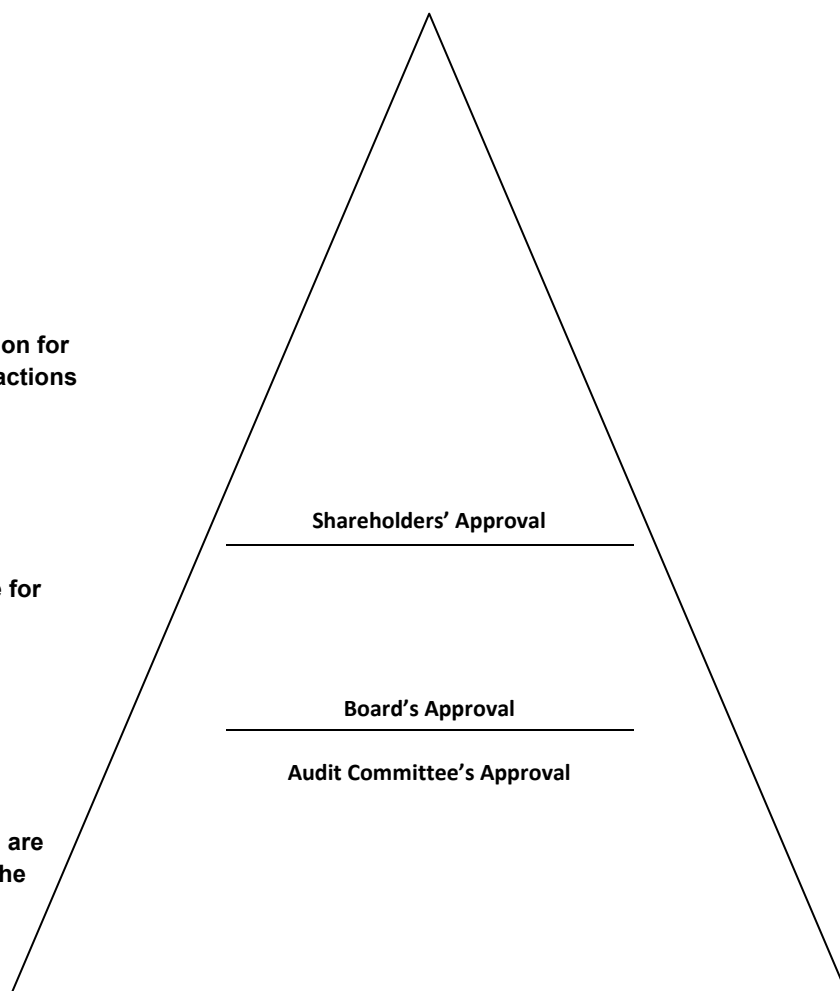 on for
actions
Shareholders’ Approval
for
Board’s Approval
Audit Committee’s Approval
are
he